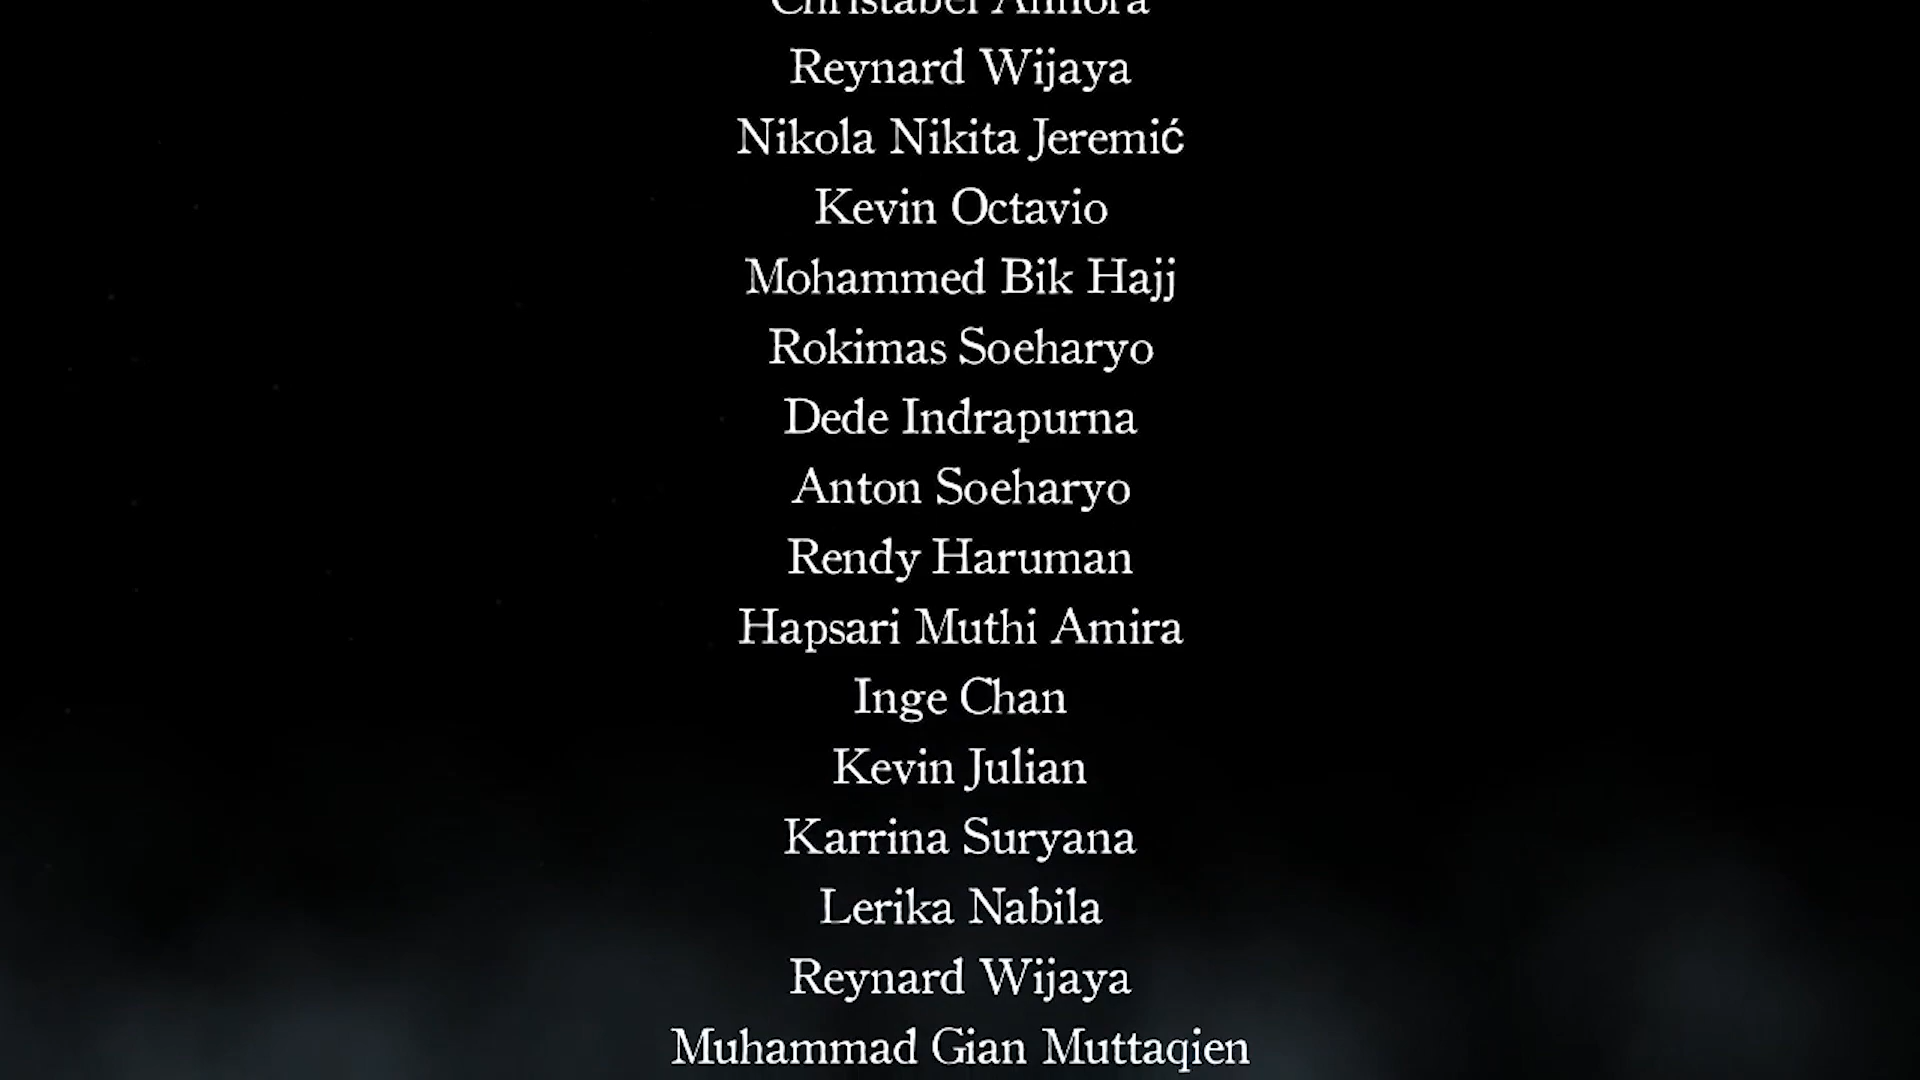 Reynard Wijaya
Nikola Nikita Jeremić
Kevin Octavio
Mohammed Bik Hajj
Rokimas Soeharyo
Dede Indrapurna
Anton Soeharyo
Rendy Haruman
Hapsari Muthi Amira
Inge Chan
Kevin Julian
Karrina Suryana
Lerika Nabila
Reynard Wijaya
Muhammad Gian Muttaqien